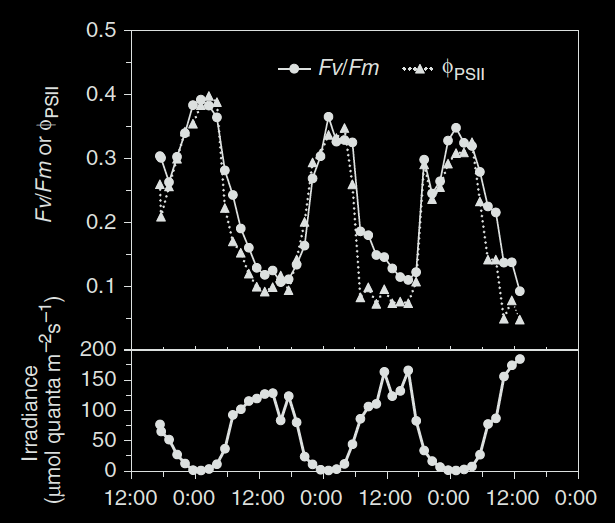 0.5
Fv/Fm ϕPSII
0.4
0.3
0.2
0.1
Fv/Fm or ϕPSII
200
150
100
50
0
Irradiance
(μmol quanta m−2s−1)
12:00 0:00 12:00 0:00 12:00 0:00 12:00 0:00